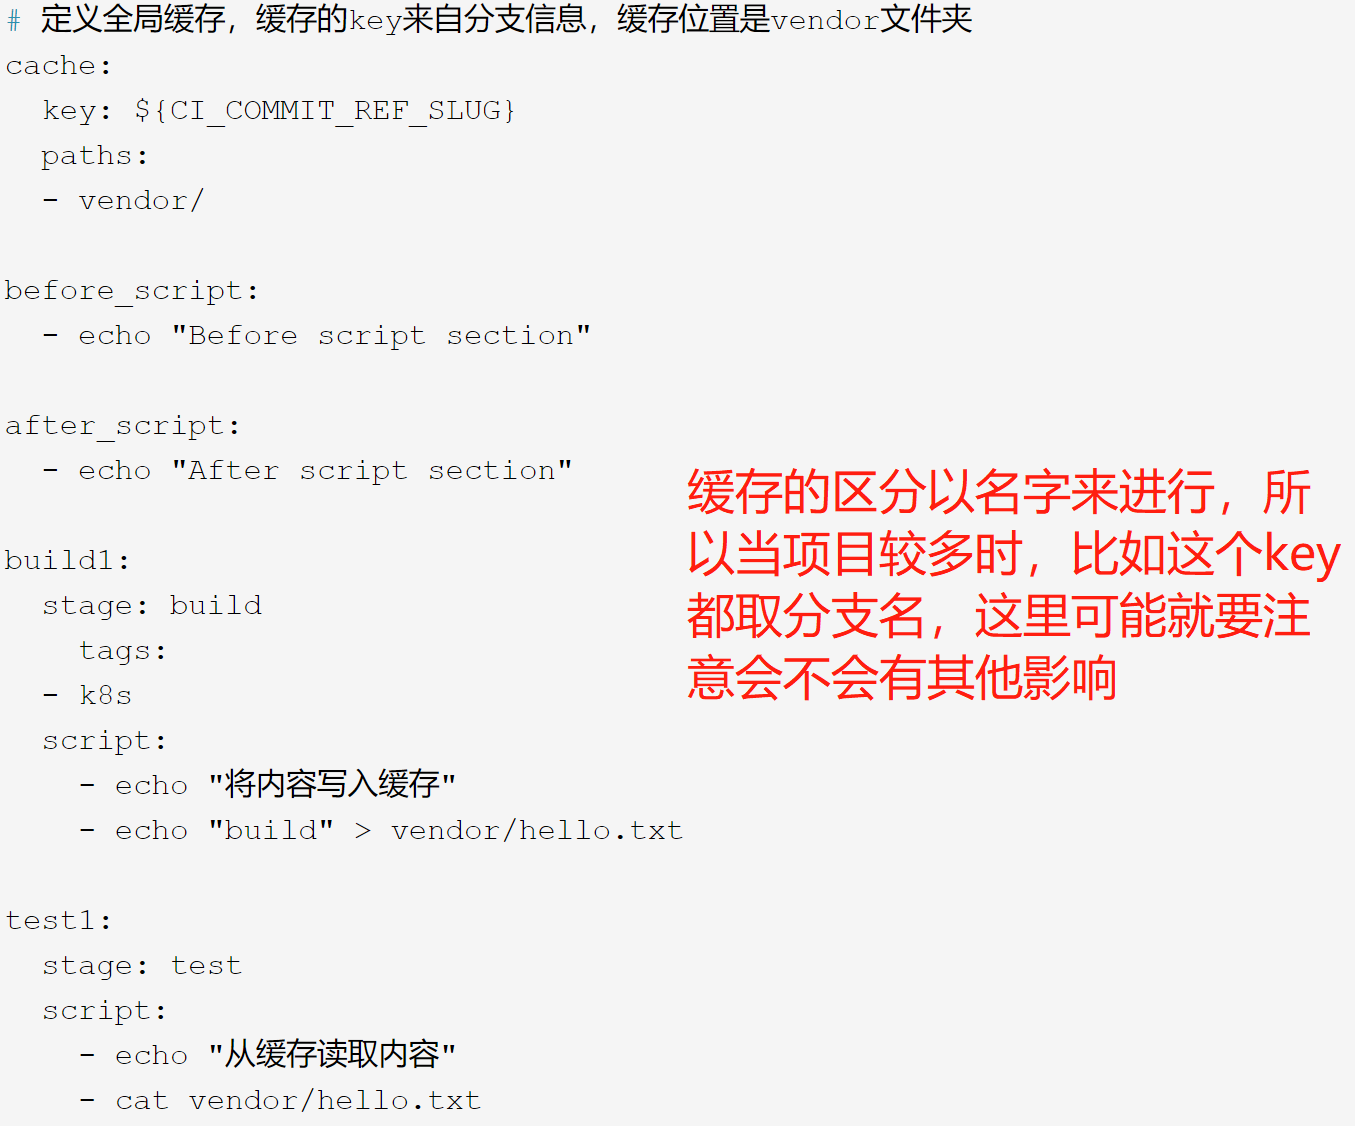 # 定义全局缓存，缓存的key来自分支信息，缓存位置是vendor文件夹
cache:
  key: ${CI_COMMIT_REF_SLUG}
  paths:
  - vendor/

before_script:
  - echo "Before script section"

after_script:
  - echo "After script section"

缓存的区分以名字来进行，所
以当项目较多时，比如这个key
都取分支名，这里可能就要注
意会不会有其他影响

build1:
  stage: build
    tags:
  - k8s
  script:
    - echo "将内容写入缓存"
    - echo "build" > vendor/hello.txt

test1:
  stage: test
  script:
    - echo "从缓存读取内容"
    - cat vendor/hello.txt